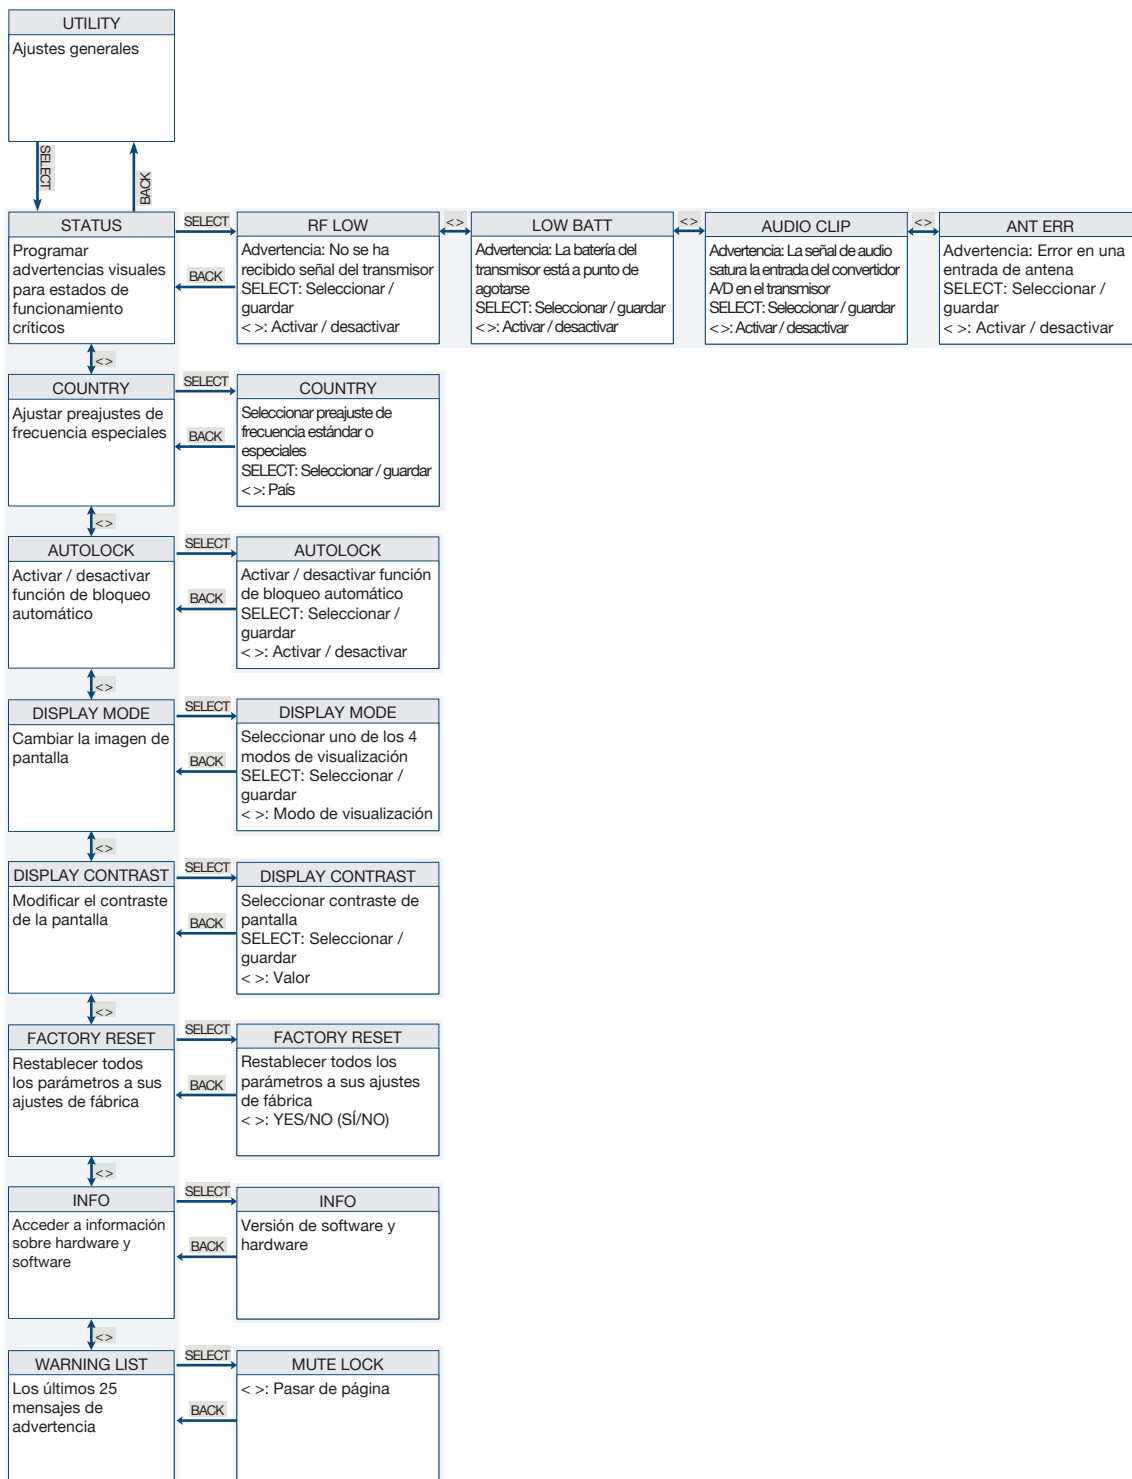 UTILITY
Ajustes generales
SELECT
BACK
STATUS
Programar
advertencias visuales
para estados de
funcionamiento
críticos
SELECT
BACK
RF LOW
Advertencia: No se ha
recibido señal del transmisor
SELECT: Seleccionar /
guardar
< >: Activar / desactivar
< >
LOW BATT
Advertencia: La batería del
transmisor está a punto de
agotarse
SELECT: Seleccionar / guardar
< >: Activar / desactivar
< >
AUDIO CLIP
Advertencia: La señal de audio
satura la entrada del convertidor
A/D en el transmisor
SELECT: Seleccionar / guardar
< >: Activar / desactivar
< >
ANT ERR
Advertencia: Error en una
entrada de antena
SELECT: Seleccionar /
guardar
< >: Activar / desactivar
< >
COUNTRY
Ajustar preajustes de
frecuencia especiales
SELECT
BACK
COUNTRY
Seleccionar preajuste de
frecuencia estándar o
especiales
SELECT: Seleccionar / guardar
< >: País
< >
AUTOLOCK
Activar / desactivar
función de bloqueo
automático
SELECT
BACK
AUTOLOCK
Activar / desactivar función
de bloqueo automático
SELECT: Seleccionar /
guardar
< >: Activar / desactivar
< >
DISPLAY MODE
Cambiar la imagen de
pantalla
SELECT
BACK
DISPLAY MODE
Seleccionar uno de los 4
modos de visualización
SELECT: Seleccionar /
guardar
< >: Modo de visualización
< >
DISPLAY CONTRAST
Modificar el contraste
de la pantalla
SELECT
BACK
DISPLAY CONTRAST
Seleccionar contraste de
pantalla
SELECT: Seleccionar /
guardar
< >: Valor
< >
FACTORY RESET
Restablecer todos
los parámetros a sus
ajustes de fábrica
SELECT
BACK
FACTORY RESET
Restablecer todos los
parámetros a sus ajustes
de fábrica
< >: YES/NO (SÍ/NO)
< >
INFO
Acceder a información
sobre hardware y
software
SELECT
BACK
INFO
Versión de software y
hardware
< >
WARNING LIST
Los últimos 25
mensajes de
advertencia
SELECT
BACK
MUTE LOCK
< >: Pasar de página